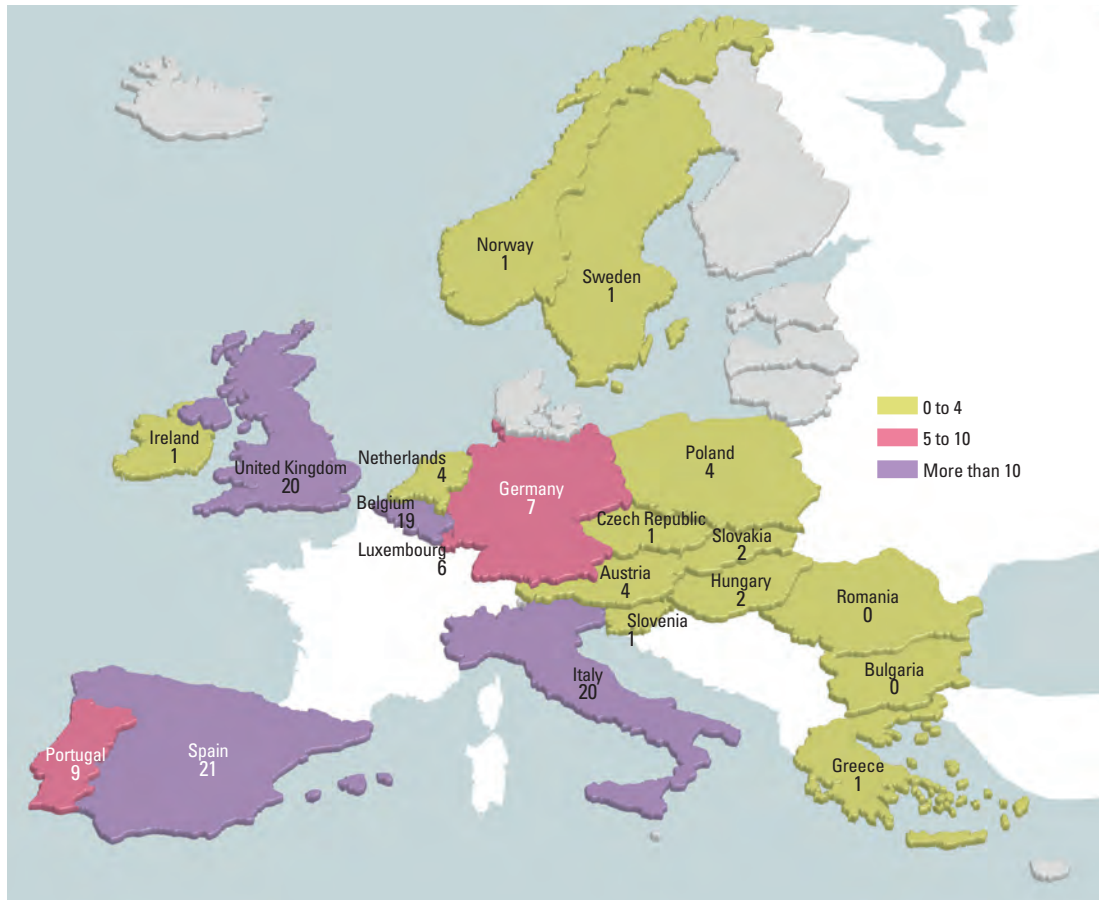 Norway
1
Sweden
1
0 to 4
5 to 10
More than 10
Ireland
1
United Kingdom
20
Netherlands
4
Belgium
19
Luxembourg
6
Germany
7
Poland
4
Czech Republic
1
Slovakia
2
Austria
4
Hungary
2
Slovenia
1
Romania
0
Bulgaria
0
Italy
20
Portugal
9
Spain
21
Greece
1